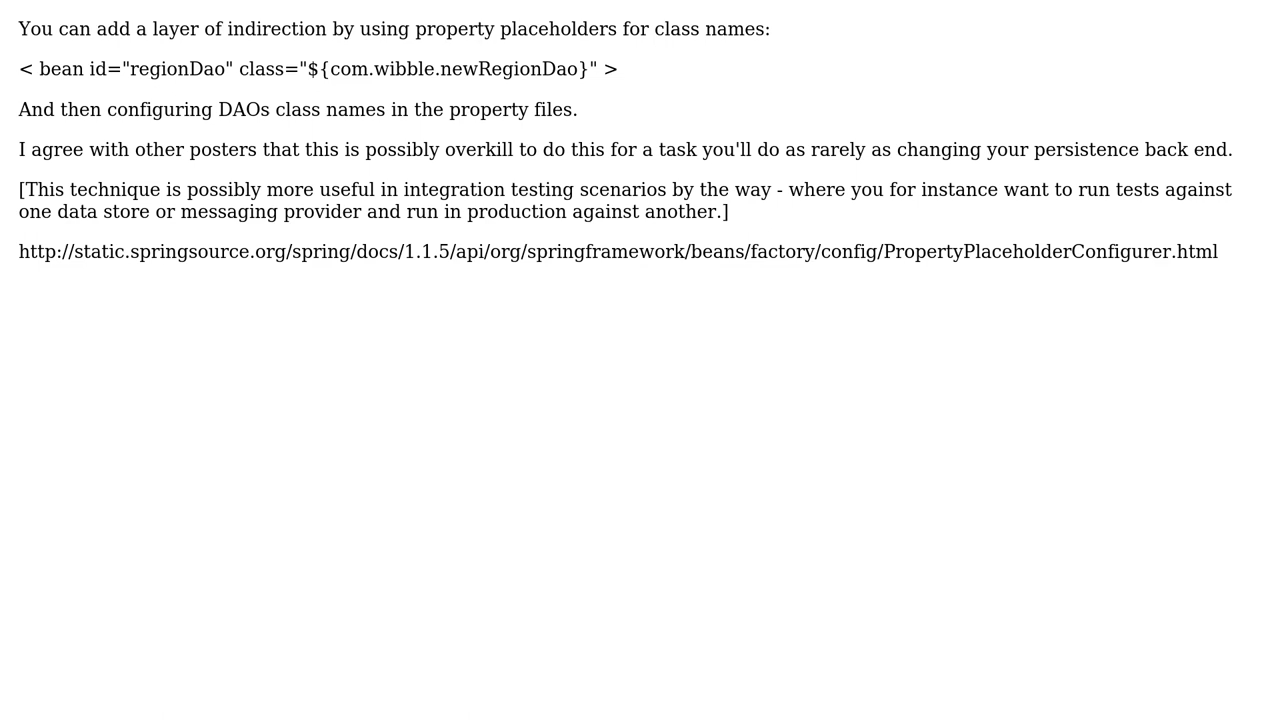 You can add a layer of indirection by using property placeholders for class names:
< bean id="regionDao" class="${com.wibble.newRegionDao}" >
And then configuring DAOs class names in the property files.
I agree with other posters that this is possibly overkill to do this for a task you'll do as rarely as changing your persistence back end.
[This technique is possibly more useful in integration testing scenarios by the way - where you for instance want to run tests against
one data store or messaging provider and run in production against another.]
http://static.springsource.org/spring/docs/1.1.5/api/org/springframework/beans/factory/config/PropertyPlaceholderConfigurer.html